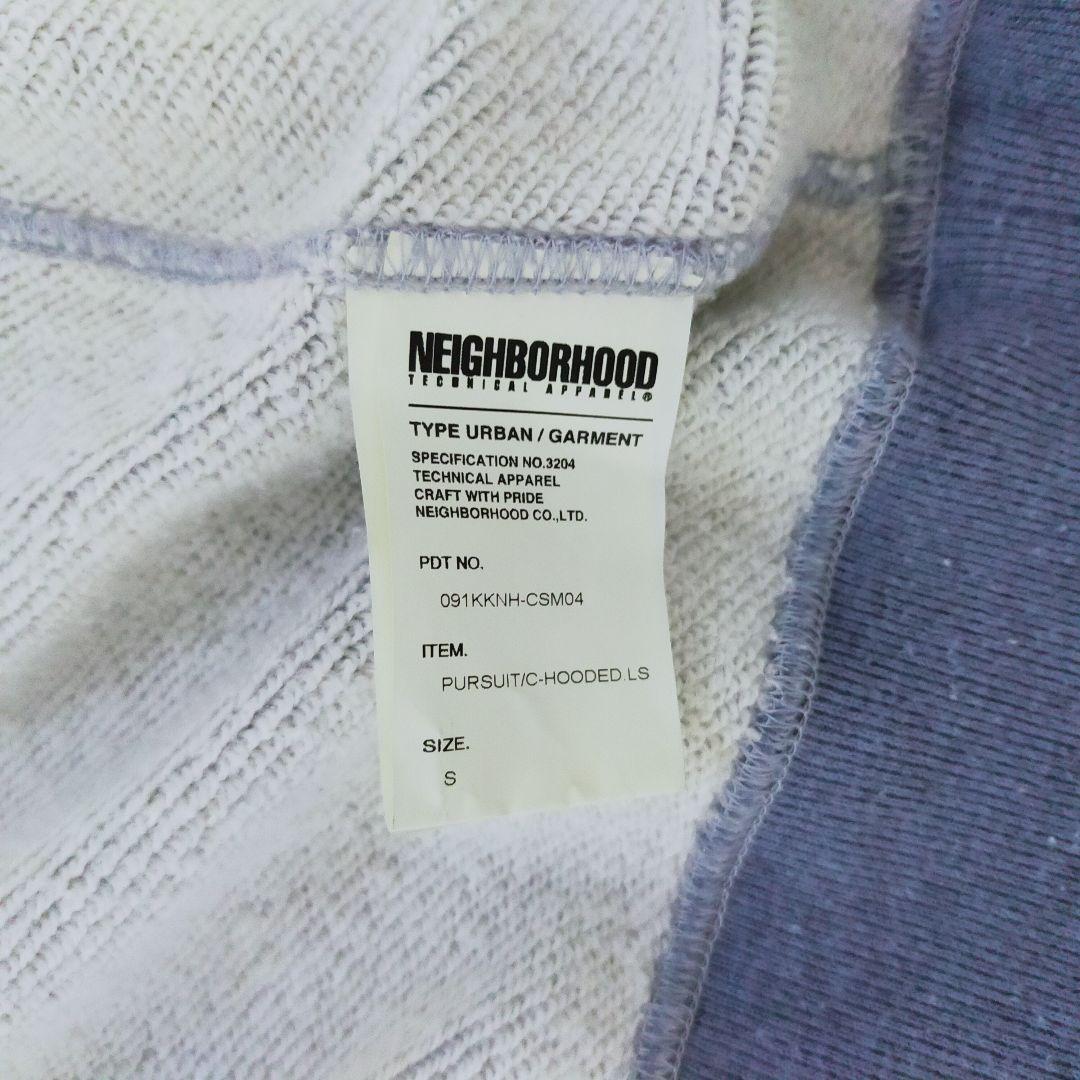 NEIGHBORHOOD
TECHNICAL APPAREL®
TYPE URBAN / GARMENT
SPECIFICATION NO.3204
TECHNICAL APPAREL
CRAFT WITH PRIDE
NEIGHBORHOOD CO.,LTD.
PDT NO.
091KKNH-CSM04
ITEM.
PURSUIT/C-HOODED.LS
SIZE.
S